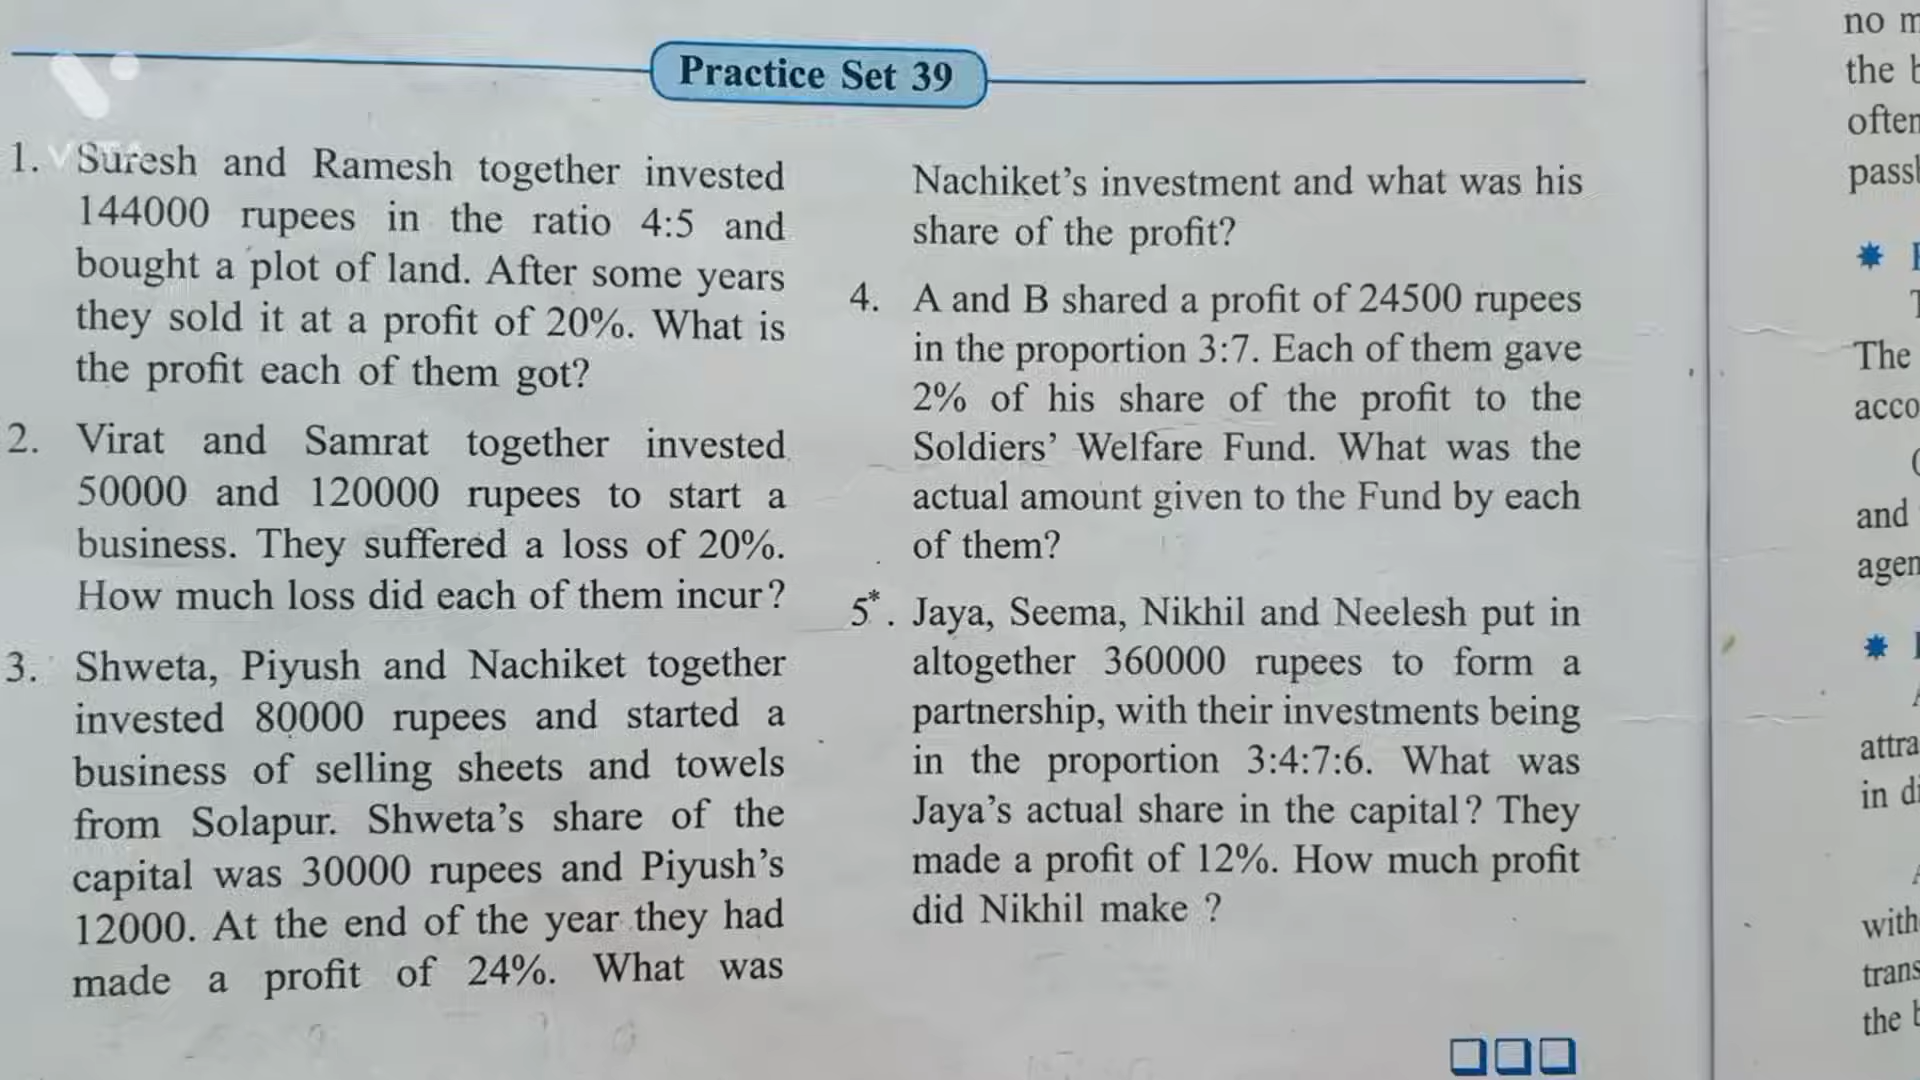 Practice Set 39
1. Suresh and Ramesh together invested
144000 rupees in the ratio 4:5 and
bought a plot of land. After some years
they sold it at a profit of 20%. What is
the profit each of them got?
2. Virat and Samrat together invested
50000 and 120000 rupees to start a
business. They suffered a loss of 20%.
How much loss did each of them incur?
3. Shweta, Piyush and Nachiket together
invested 80000 rupees and started a
business of selling sheets and towels
from Solapur. Shweta’s share of the
capital was 30000 rupees and Piyush’s
12000. At the end of the year they had
made a profit of 24%. What was
Nachiket’s investment and what was his
share of the profit?
4. A and B shared a profit of 24500 rupees
in the proportion 3:7. Each of them gave
2% of his share of the profit to the
Soldiers’ Welfare Fund. What was the
actual amount given to the Fund by each
of them?
5*. Jaya, Seema, Nikhil and Neelesh put in
altogether 360000 rupees to form a
partnership, with their investments being
in the proportion 3:4:7:6. What was
Jaya’s actual share in the capital? They
made a profit of 12%. How much profit
did Nikhil make ?
no
the
often
The
acco
and
agen
attra
in
with
trans
the